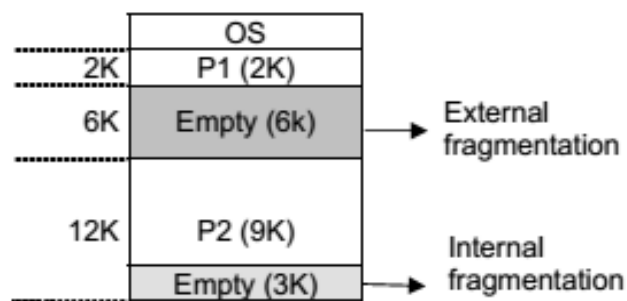 OS
2K P1 (2K)
6K Empty (6k)
External
fragmentation
12K P2 (9K)
Empty (3K)
Internal
fragmentation